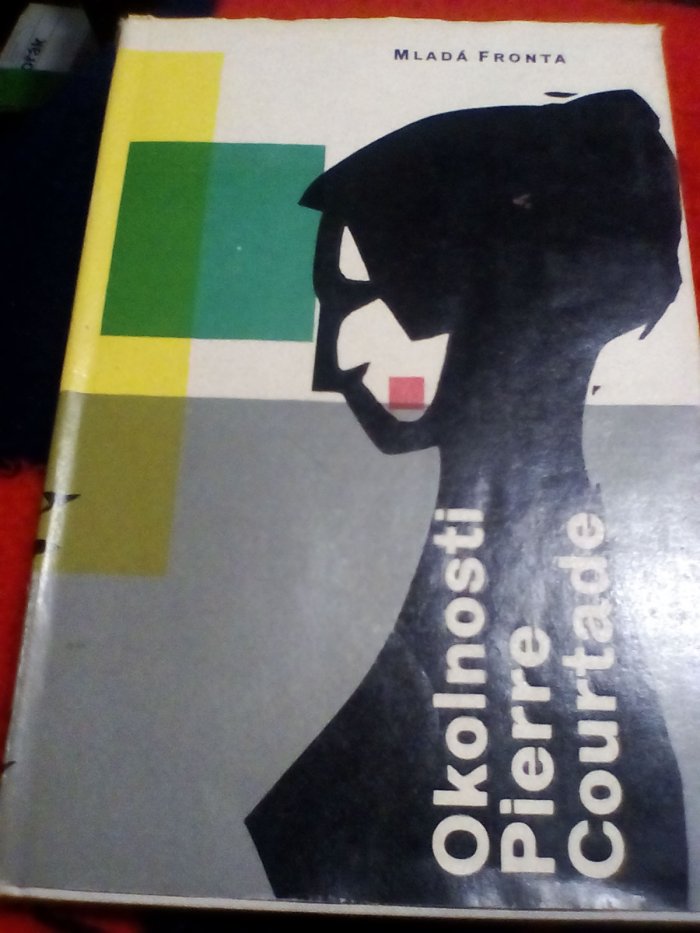 MLADÁ FRONTA
Okolnosti
Pierre
Courtade